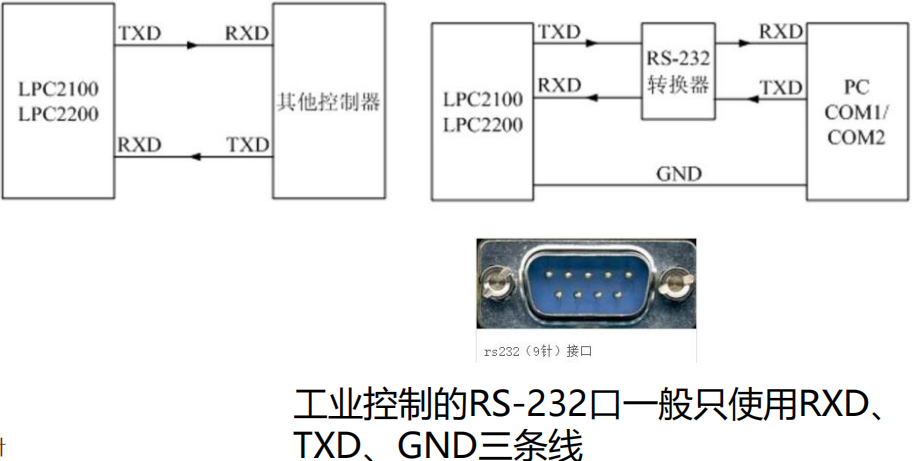 TXD
RXD
LPC2100
LPC2200
其他控制器
RXD
TXD
TXD
RXD
RS-232
转换器
LPC2100
LPC2200
RXD
TXD
PC
COM1/
COM2
GND
rs232（9针）接口
工业控制的RS-232口一般只使用RXD、
TXD、GND三条线